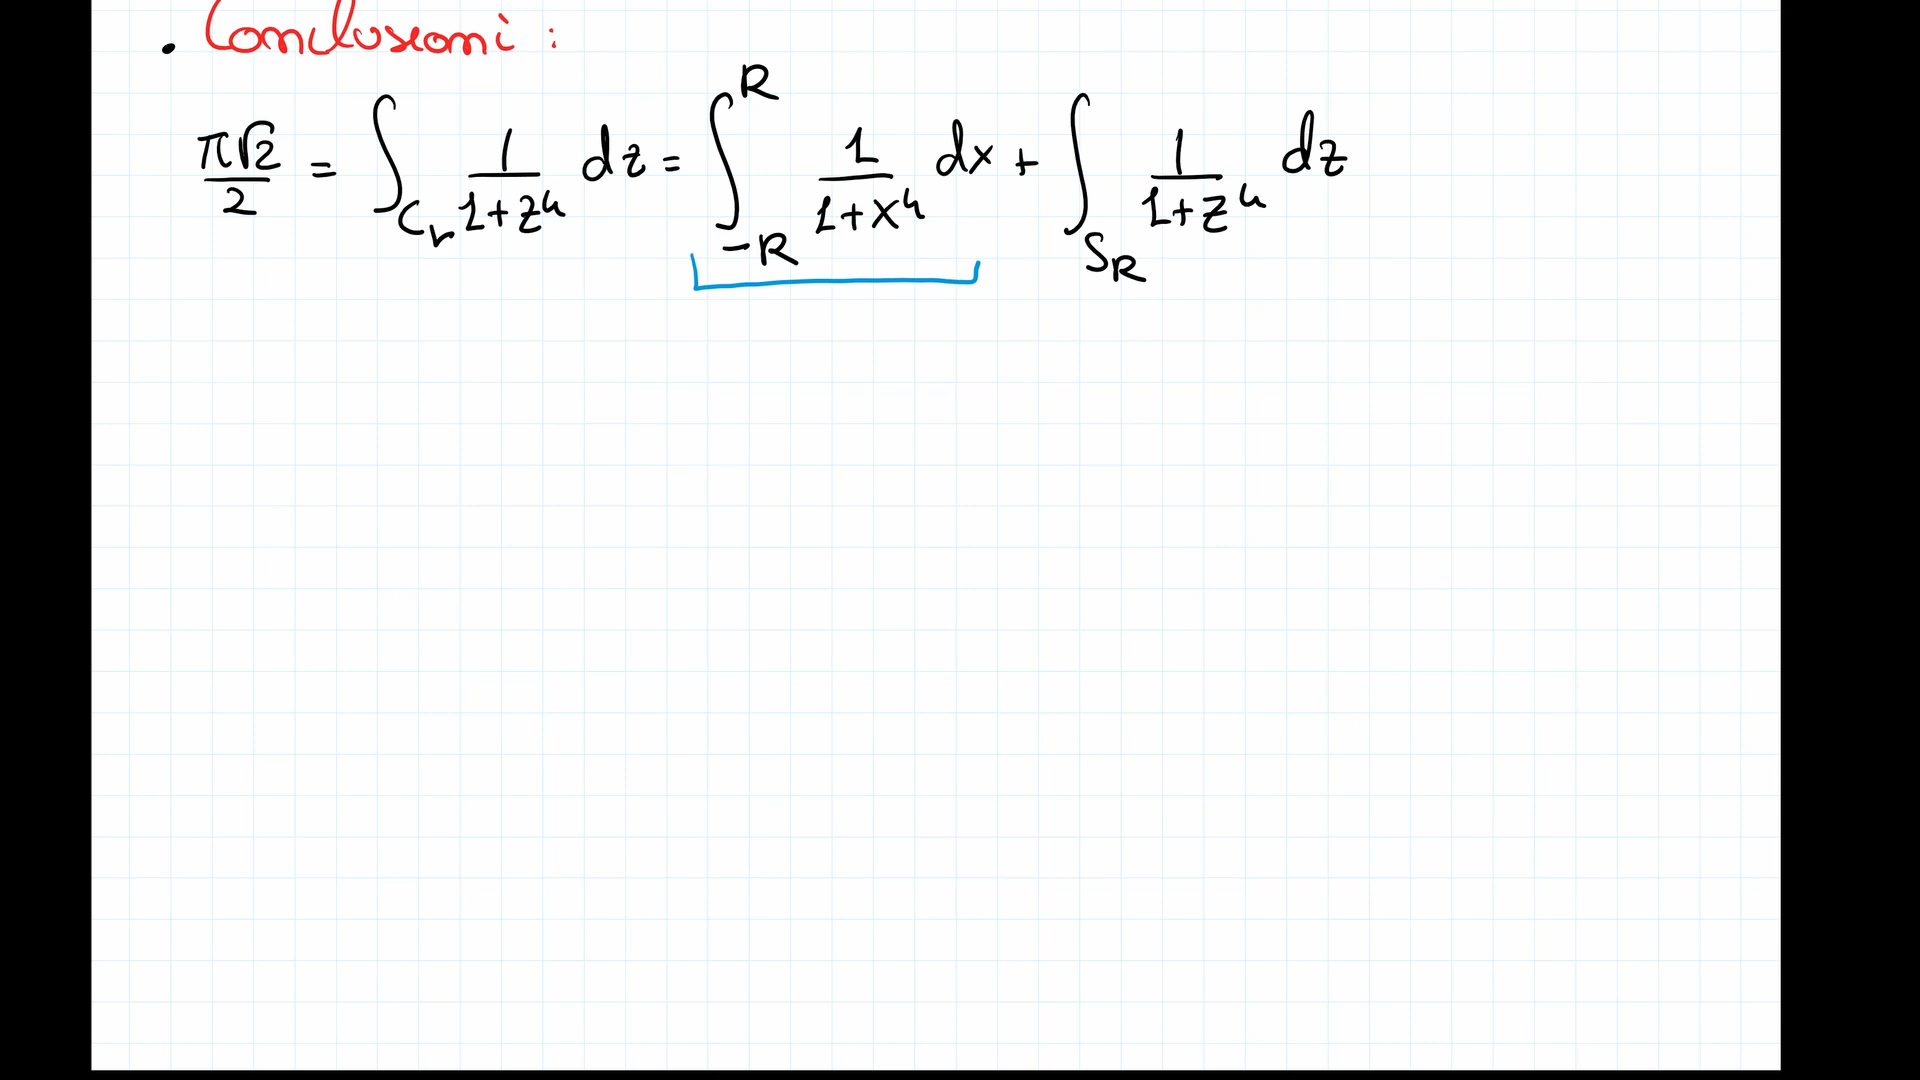 • Conclusioni :
π√2/2 = ∫_{C_r} 1/(1+z⁴) dz = ∫_{-R}^{R} 1/(1+x⁴) dx + ∫_{S_R} 1/(1+z⁴) dz